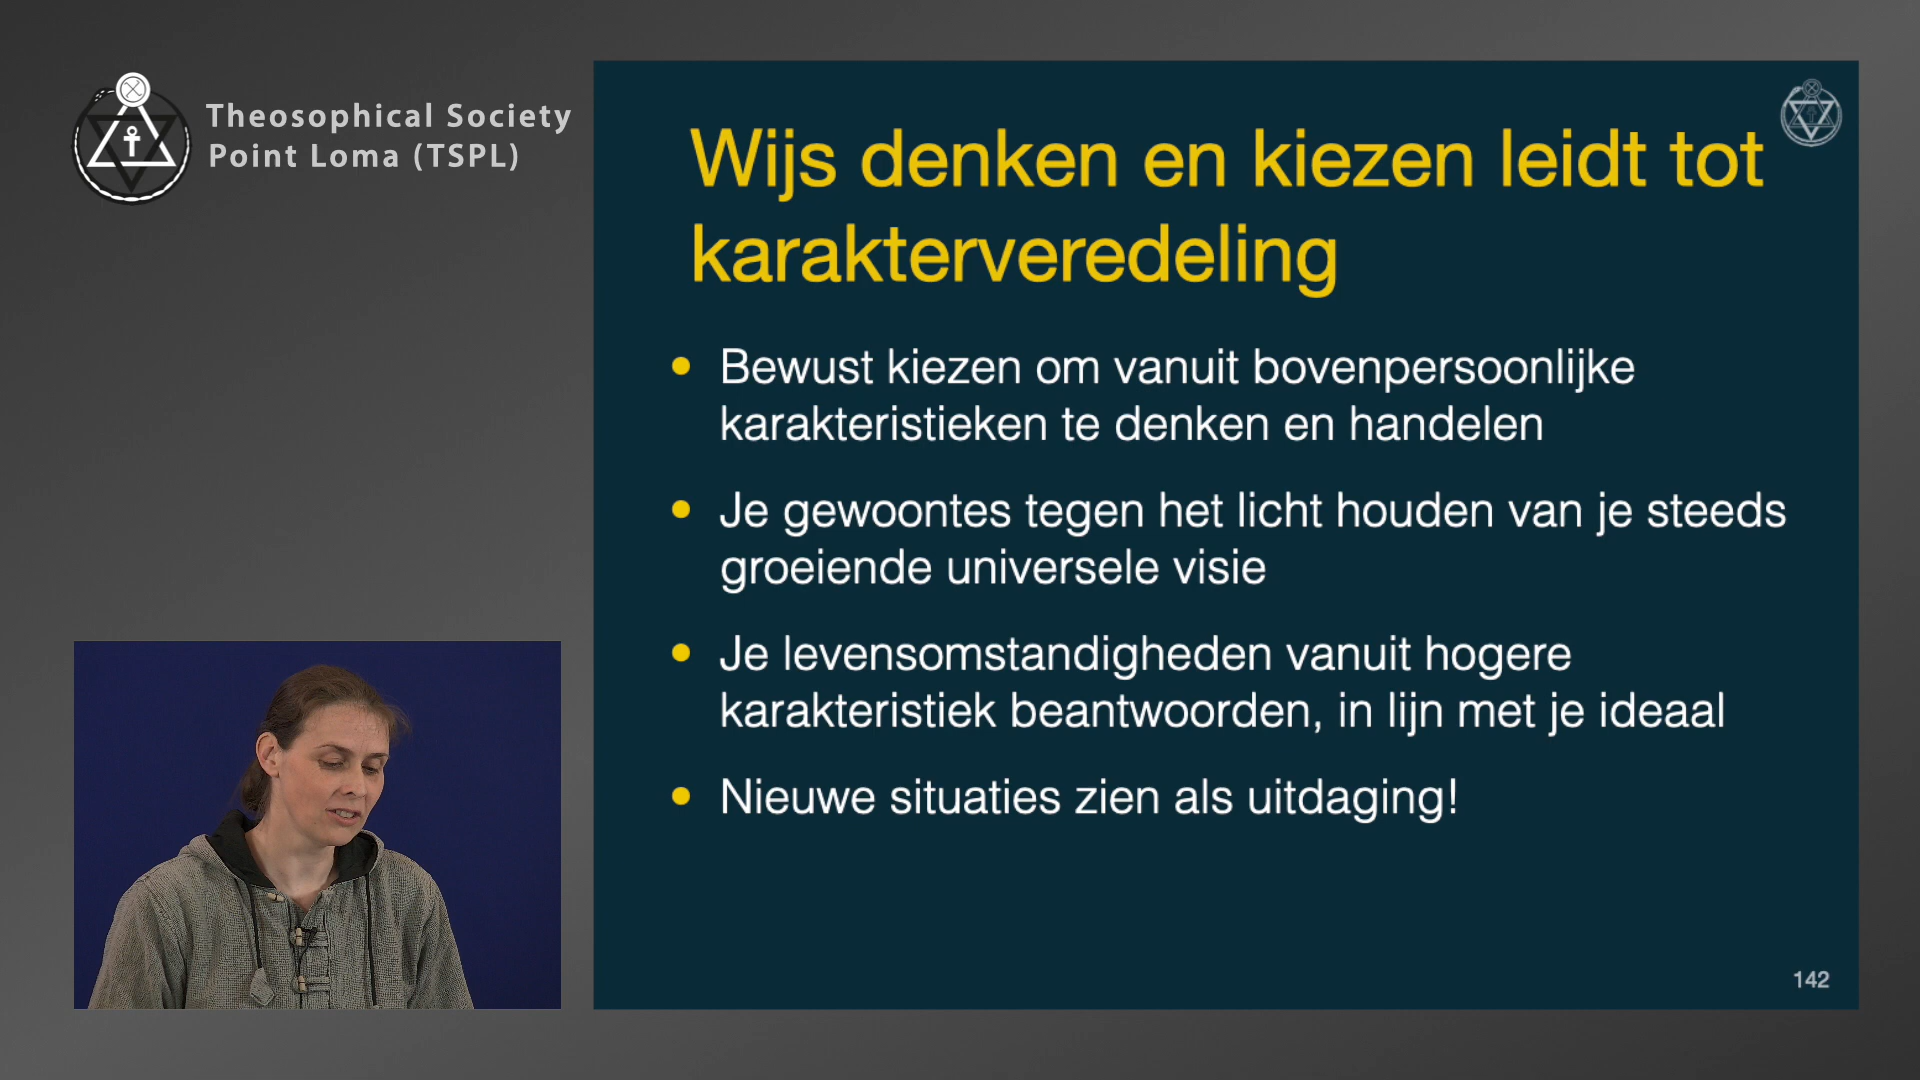 Theosophical Society
Point Loma (TSPL)
Wijs denken en kiezen leidt tot
karakterveredeling
Bewust kiezen om vanuit bovenpersoonlijke
karakteristieken te denken en handelen
Je gewoontes tegen het licht houden van je steeds
groeiende universele visie
Je levensomstandigheden vanuit hogere
karakteristiek beantwoorden, in lijn met je ideaal
Nieuwe situaties zien als uitdaging!
142